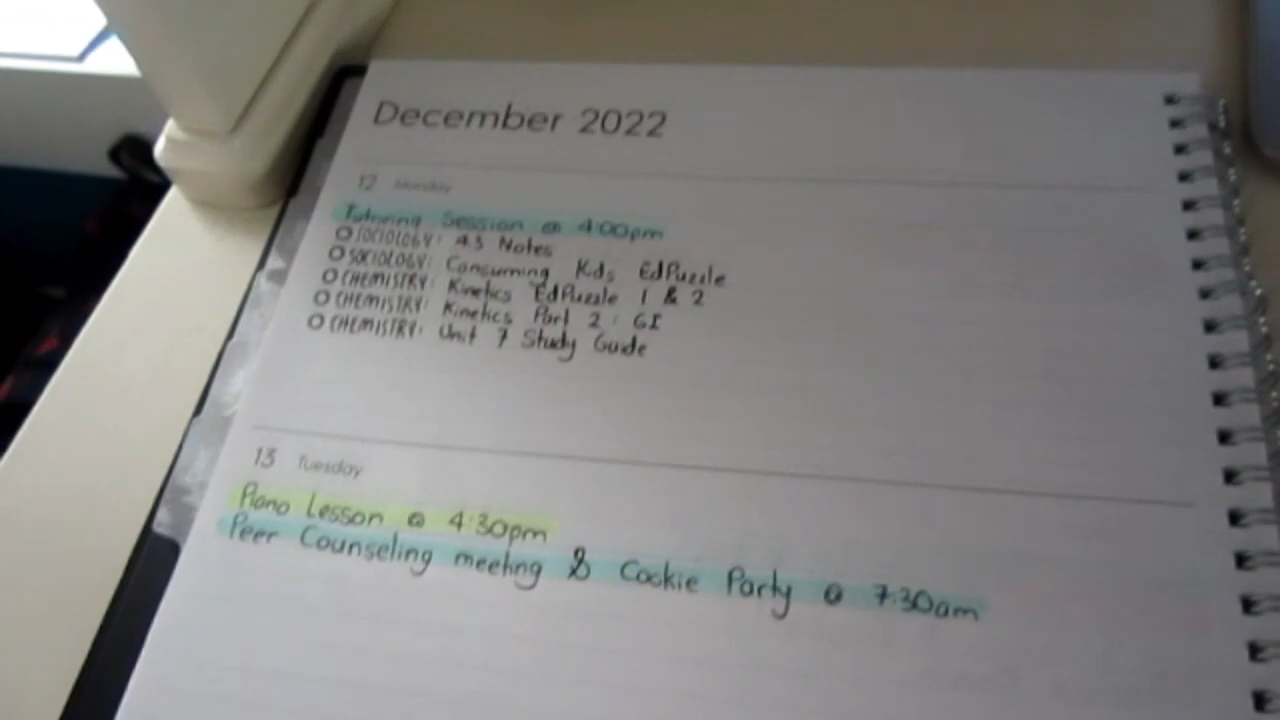 December 2022
12 Monday
Tutoring Session @ 4:00pm
SOCIOLOGY: 4.3 Notes
SOCIOLOGY: Consuming Kids EdPuzzle
CHEMISTRY: Kinetics EdPuzzle 1 & 2
CHEMISTRY: Kinetics Part 2: GI
CHEMISTRY: Unit 7 Study Guide
13 Tuesday
Piano Lesson @ 4:30pm
Peer Counseling meeting & Cookie Party @ 7:30am